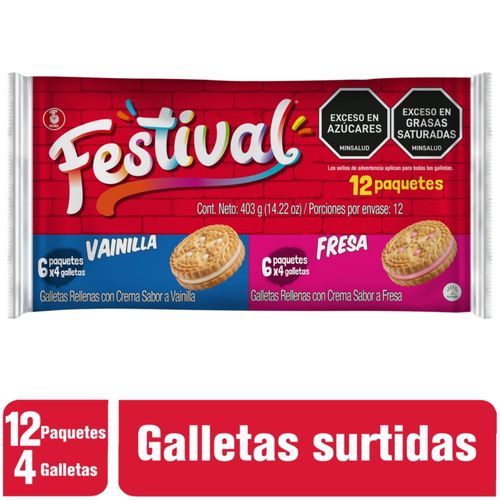 Festival
EXCESO EN
AZÚCARES
MINSALUD
EXCESO EN
GRASAS
SATURADAS
MINSALUD
Los sellos de advertencia aplican para todas las galletas.
12 paquetes
Cont. Neto: 403 g (14.22 oz) / Porciones por envase: 12
VAINILLA
6 paquetes
x4 galletas
Galletas Rellenas con Crema Sabor a Vainilla
FRESA
6 paquetes
x4 galletas
Galletas Rellenas con Crema Sabor a Fresa
12 Paquetes
4 Galletas
Galletas surtidas